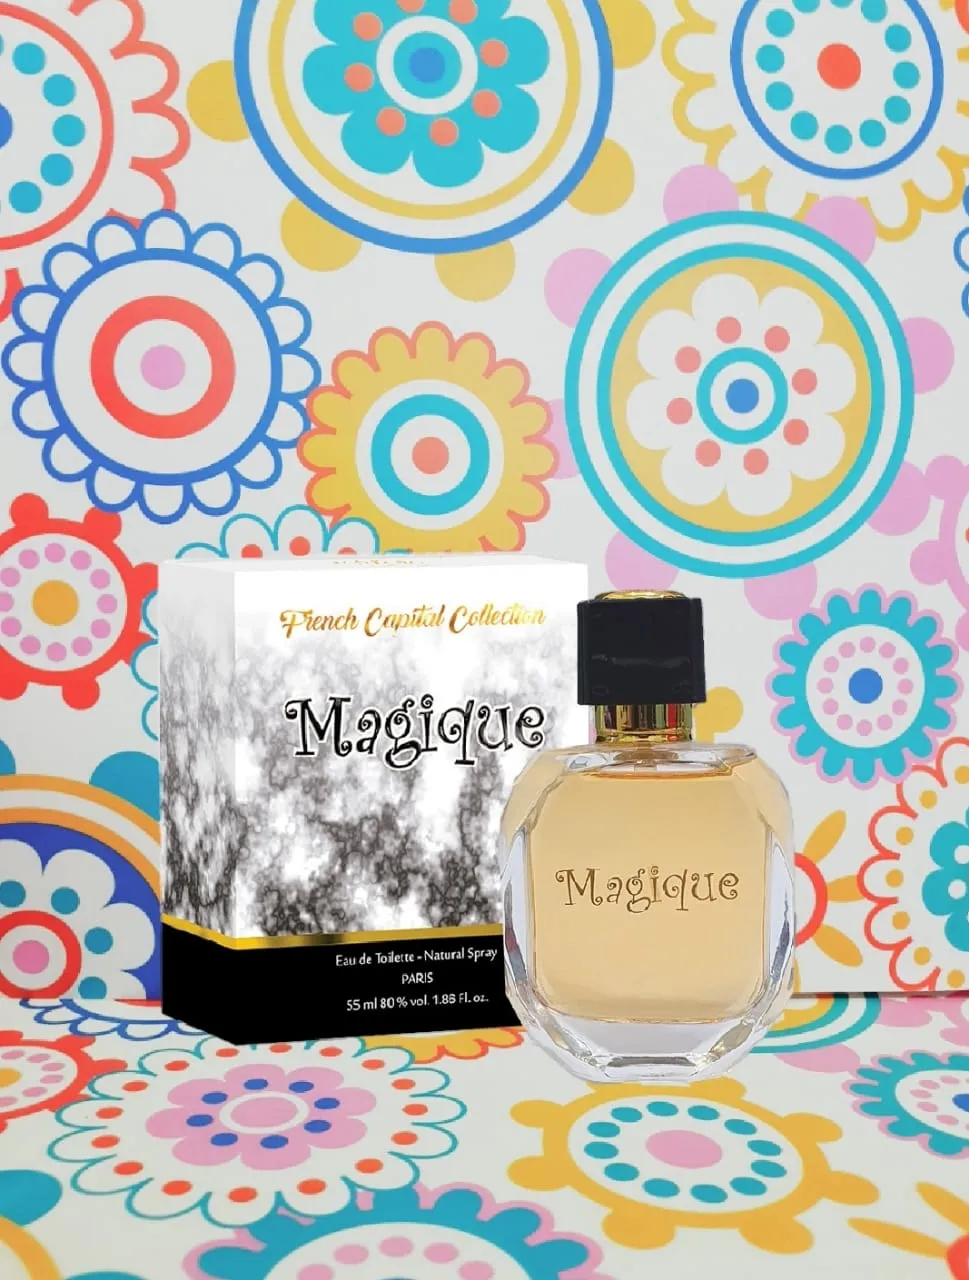 French Capital Collection
Magique
Eau de Toilette - Natural Spray
PARIS
55 ml 80 % vol. 1.86 Fl. oz.
Magique